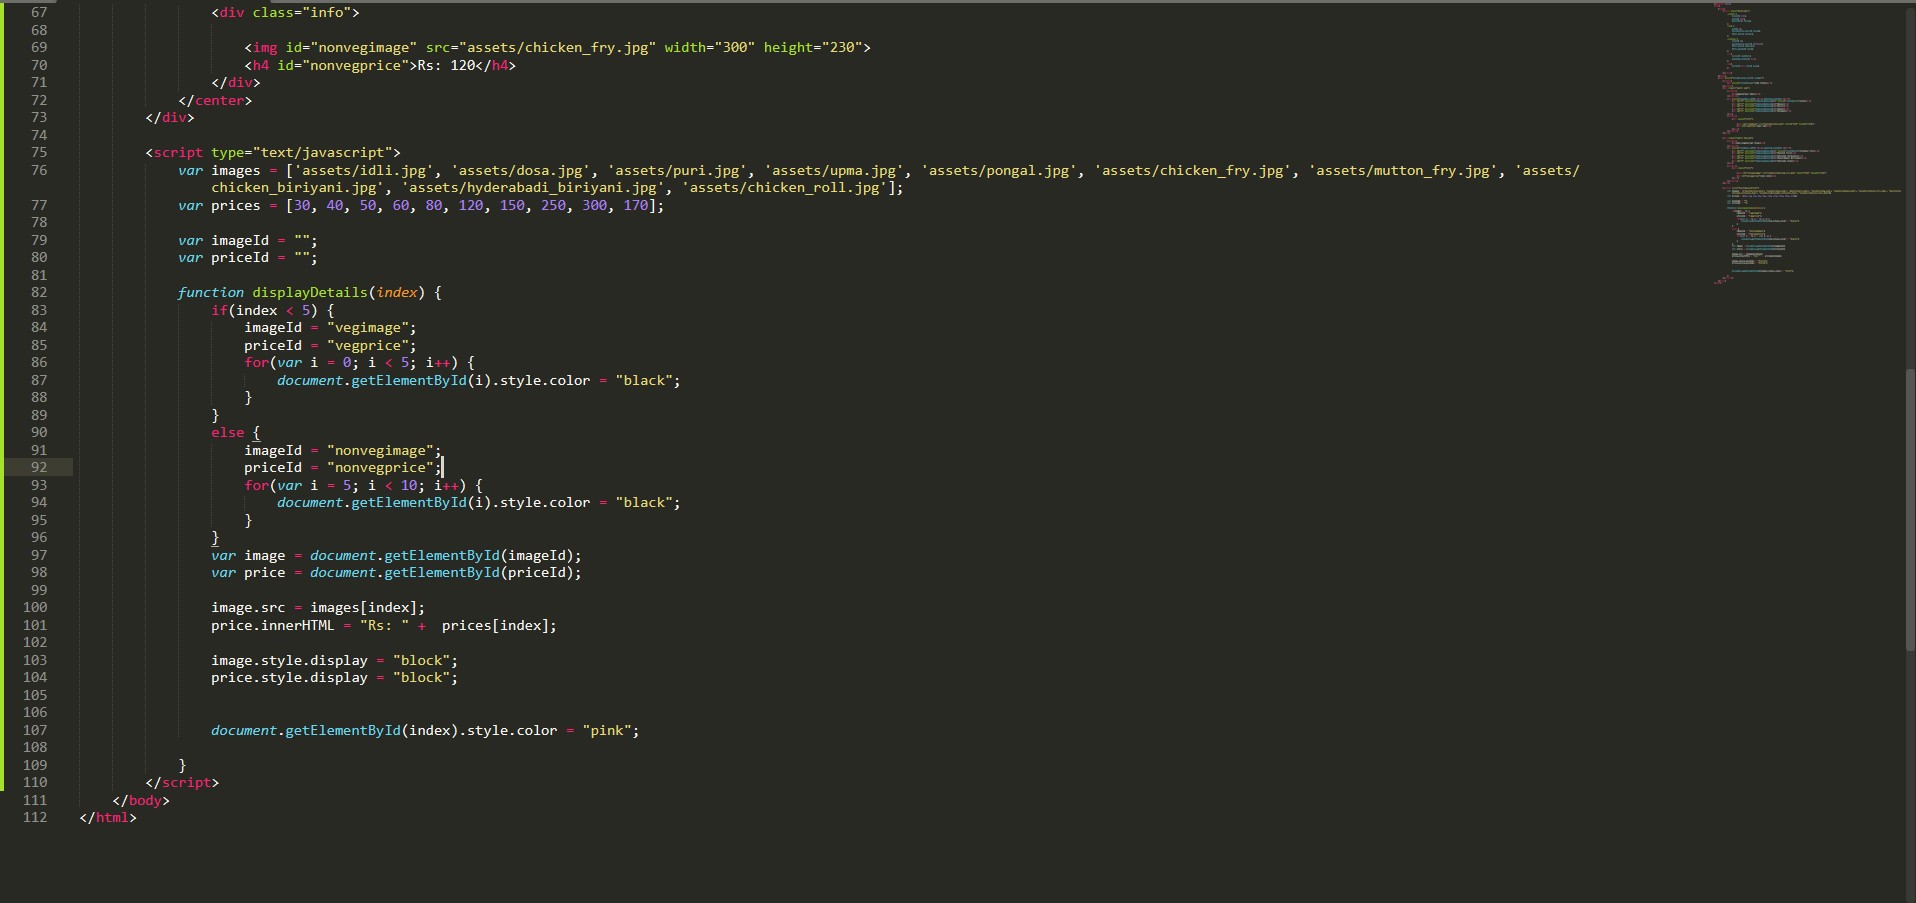 67 <div class="info">
68
69 <img id="nonvegimage" src="assets/chicken_fry.jpg" width="300" height="230">
70 <h4 id="nonvegprice">Rs: 120</h4>
71 </div>
72 </center>
73 </div>
74
75 <script type="text/javascript">
76 var images = ['assets/idli.jpg', 'assets/dosa.jpg', 'assets/puri.jpg', 'assets/upma.jpg', 'assets/pongal.jpg', 'assets/chicken_fry.jpg', 'assets/mutton_fry.jpg', 'assets/
chicken_biriyani.jpg', 'assets/hyderabadi_biriyani.jpg', 'assets/chicken_roll.jpg'];
77 var prices = [30, 40, 50, 60, 80, 120, 150, 250, 300, 170];
78
79 var imageId = "";
80 var priceId = "";
81
82 function displayDetails(index) {
83 if(index < 5) {
84 imageId = "vegimage";
85 priceId = "vegprice";
86 for(var i = 0; i < 5; i++) {
87 document.getElementById(i).style.color = "black";
88 }
89 }
90 else {
91 imageId = "nonvegimage";
92 priceId = "nonvegprice";
93 for(var i = 5; i < 10; i++) {
94 document.getElementById(i).style.color = "black";
95 }
96 }
97 var image = document.getElementById(imageId);
98 var price = document.getElementById(priceId);
99
100 image.src = images[index];
101 price.innerHTML = "Rs: " +  prices[index];
102
103 image.style.display = "block";
104 price.style.display = "block";
105
106
107 document.getElementById(index).style.color = "pink";
108
109 }
110 </script>
111 </body>
112 </html>